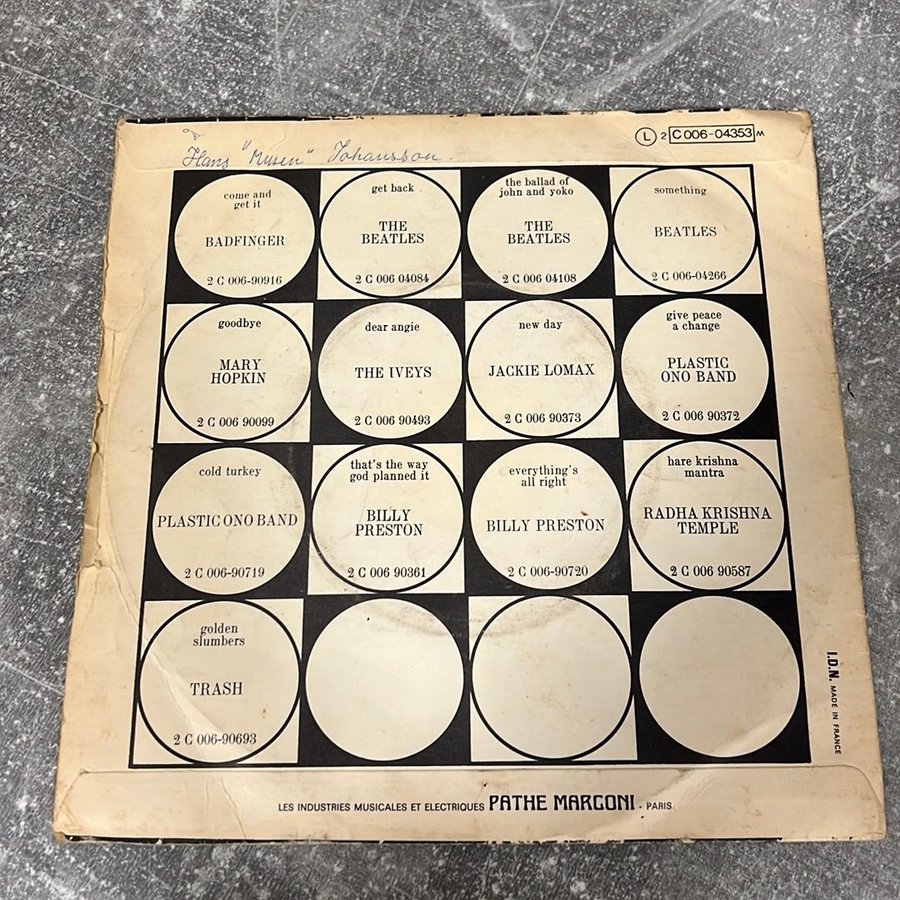 Hans "Musen" Johansson.
L 2 C 006-04353 M
come and
get it
BADFINGER
2 C 006-90916
get back
THE
BEATLES
2 C 006 04084
the ballad of
john and yoko
THE
BEATLES
2 C 006 04108
something
BEATLES
2 C 006-04266
goodbye
MARY
HOPKIN
2 C 006 90099
dear angie
THE IVEYS
2 C 006 90493
new day
JACKIE LOMAX
2 C 006 90373
give peace
a change
PLASTIC
ONO BAND
2 C 006 90372
cold turkey
PLASTIC ONO BAND
2 C 006-90719
that's the way
god planned it
BILLY
PRESTON
2 C 006 90361
everything's
all right
BILLY PRESTON
2 C 006-90720
hare krishna
mantra
RADHA KRISHNA
TEMPLE
2 C 006 90587
golden
slumbers
TRASH
2 C 006-90693
I.D.N. MADE IN FRANCE
LES INDUSTRIES MUSICALES ET ELECTRIQUES PATHE MARCONI - PARIS